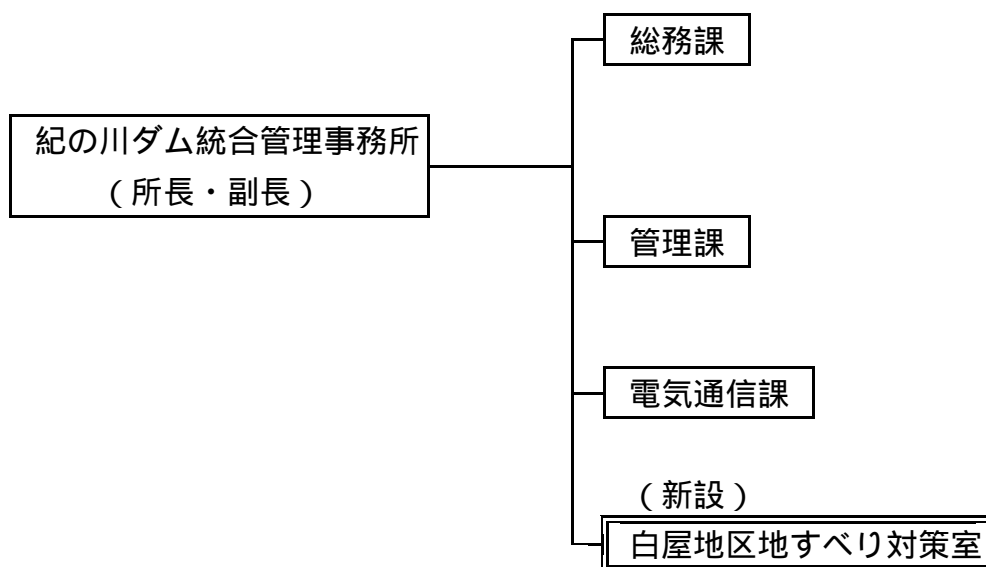 総務課
紀の川ダム統合管理事務所
（所長・副長）
管理課
電気通信課
（新設）
白屋地区地すべり対策室